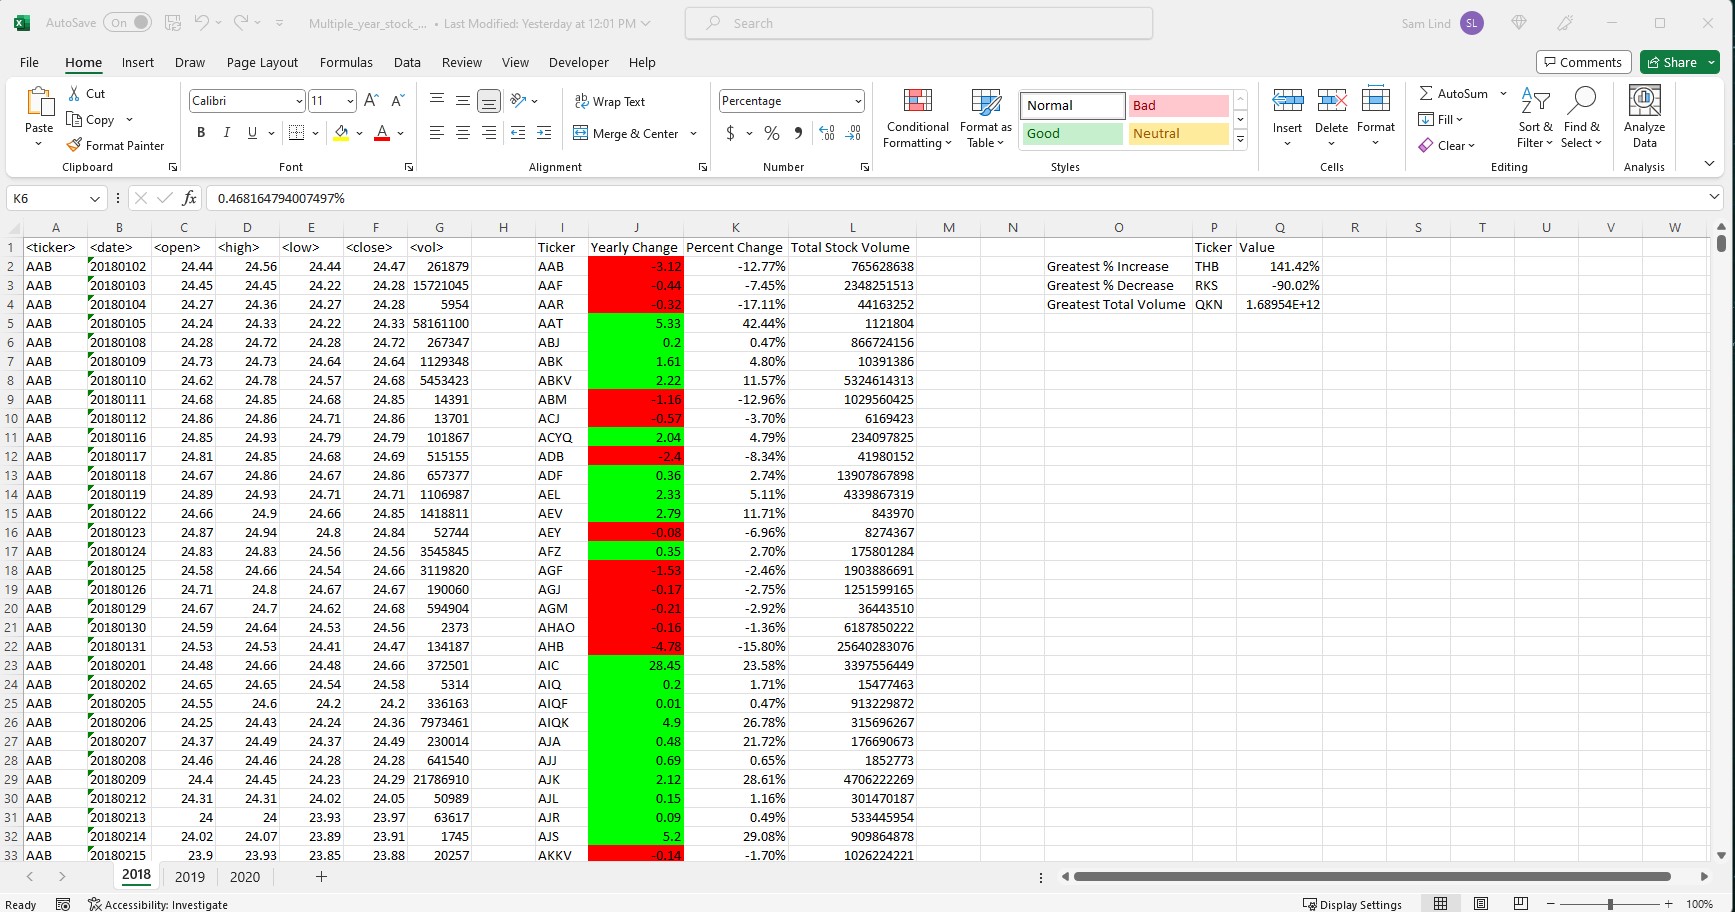 AutoSave On Multiple_year_stock_... • Last Modified: Yesterday at 12:01 PM Search Sam Lind SL
File Home Insert Draw Page Layout Formulas Data Review View Developer Help Comments Share
Paste Cut Copy Format Painter Clipboard
Calibri 11 A A B I U A Font
ab Wrap Text Merge & Center Alignment
Percentage $ % , Number
Conditional Formatting Format as Table Normal Bad Good Neutral Styles
Insert Delete Format Cells
AutoSum Fill Clear Sort & Filter Find & Select Editing
Analyze Data Analysis
K6 fx 0.468164794007497%
A B C D E F G H I J K L M N O P Q R S T U V W
1 <ticker> <date> <open> <high> <low> <close> <vol> Ticker Yearly Change Percent Change Total Stock Volume Ticker Value
2 AAB 20180102 24.44 24.56 24.44 24.47 261879 AAB -3.12 -12.77% 765628638 Greatest % Increase THB 141.42%
3 AAB 20180103 24.45 24.45 24.22 24.28 15721045 AAF -0.44 -7.45% 2348251513 Greatest % Decrease RKS -90.02%
4 AAB 20180104 24.27 24.36 24.27 24.28 5954 AAR -0.32 -17.11% 44163252 Greatest Total Volume QKN 1.68954E+12
5 AAB 20180105 24.24 24.33 24.22 24.33 58161100 AAT 5.33 42.44% 1121804
6 AAB 20180108 24.28 24.72 24.28 24.72 267347 ABJ 0.2 0.47% 866724156
7 AAB 20180109 24.73 24.73 24.64 24.64 1129348 ABK 1.61 4.80% 10391386
8 AAB 20180110 24.62 24.78 24.57 24.68 5453423 ABKV 2.22 11.57% 5324614313
9 AAB 20180111 24.68 24.85 24.68 24.85 14391 ABM -1.16 -12.96% 1029560425
10 AAB 20180112 24.86 24.86 24.71 24.86 13701 ACJ -0.57 -3.70% 6169423
11 AAB 20180116 24.85 24.93 24.79 24.79 101867 ACYQ 2.04 4.79% 234097825
12 AAB 20180117 24.81 24.85 24.68 24.69 515155 ADB -2.4 -8.34% 41980152
13 AAB 20180118 24.67 24.86 24.67 24.86 657377 ADF 0.36 2.74% 13907867898
14 AAB 20180119 24.89 24.93 24.71 24.71 1106987 AEL 2.33 5.11% 4339867319
15 AAB 20180122 24.66 24.9 24.66 24.85 1418811 AEV 2.79 11.71% 843970
16 AAB 20180123 24.87 24.94 24.8 24.84 52744 AEY -0.08 -6.96% 8274367
17 AAB 20180124 24.83 24.83 24.56 24.56 3545845 AFZ 0.35 2.70% 175801284
18 AAB 20180125 24.58 24.66 24.54 24.66 3119820 AGF -1.53 -2.46% 1903886691
19 AAB 20180126 24.71 24.8 24.67 24.67 190060 AGJ -0.17 -2.75% 1251599165
20 AAB 20180129 24.67 24.7 24.62 24.68 594904 AGM -0.21 -2.92% 36443510
21 AAB 20180130 24.59 24.64 24.53 24.56 2373 AHAO -0.16 -1.36% 6187850222
22 AAB 20180131 24.53 24.53 24.41 24.47 134187 AHB -4.78 -15.80% 25640283076
23 AAB 20180201 24.48 24.66 24.48 24.66 372501 AIC 28.45 23.58% 3397556449
24 AAB 20180202 24.65 24.65 24.54 24.58 5314 AIQ 0.2 1.71% 15477463
25 AAB 20180205 24.55 24.6 24.2 24.2 336163 AIQF 0.01 0.47% 913229872
26 AAB 20180206 24.25 24.43 24.24 24.36 7973461 AIQK 4.9 26.78% 315696267
27 AAB 20180207 24.37 24.49 24.37 24.49 230014 AJA 0.48 21.72% 176690673
28 AAB 20180208 24.46 24.46 24.28 24.28 641540 AJJ 0.69 0.65% 1852773
29 AAB 20180209 24.4 24.45 24.23 24.29 21786910 AJK 2.12 28.61% 4706222269
30 AAB 20180212 24.31 24.31 24.02 24.05 50989 AJL 0.15 1.16% 301470187
31 AAB 20180213 24 24 23.93 23.97 63617 AJR 0.09 0.49% 533445954
32 AAB 20180214 24.02 24.07 23.89 23.91 1745 AJS 5.2 29.08% 909864878
33 AAB 20180215 23.9 23.93 23.85 23.88 20257 AKKV -0.14 -1.70% 1026224221
2018 2019 2020
Ready Accessibility: Investigate Display Settings 100%